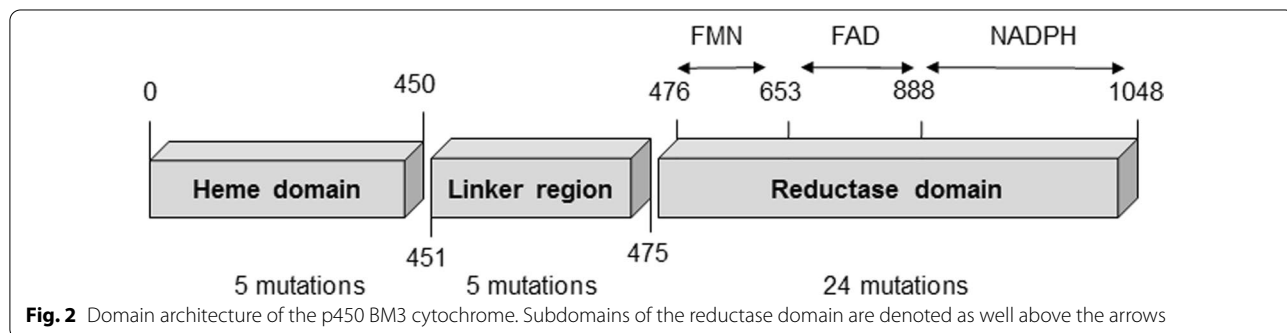 FMN FAD NADPH
0 450 476 653 888 1048
Heme domain Linker region Reductase domain
451 475
5 mutations 5 mutations 24 mutations
Fig. 2 Domain architecture of the p450 BM3 cytochrome. Subdomains of the reductase domain are denoted as well above the arrows